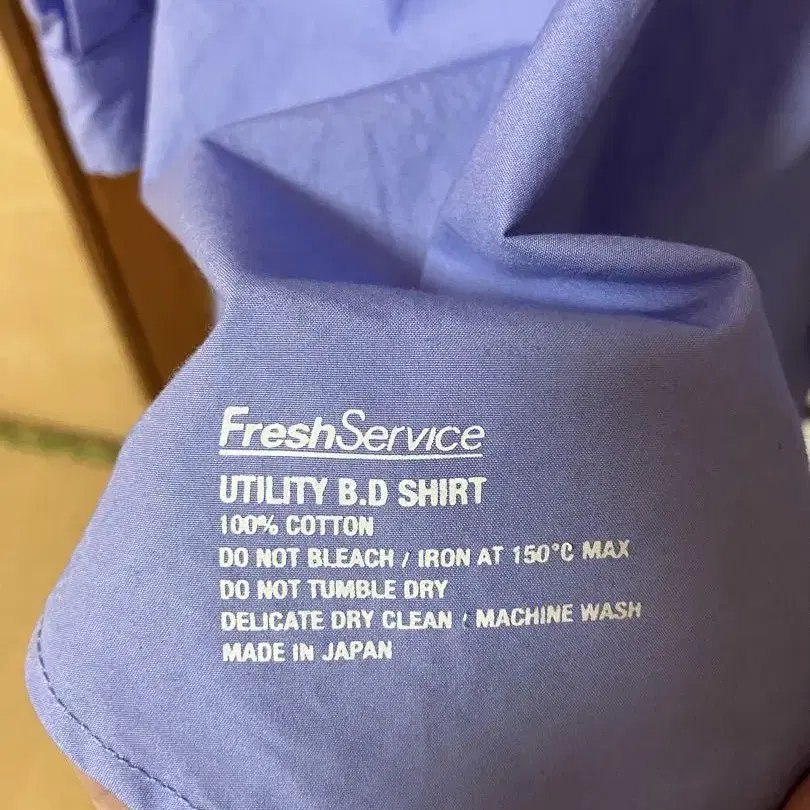 FreshService
UTILITY B.D SHIRT
100% COTTON
DO NOT BLEACH / IRON AT 150°C MAX
DO NOT TUMBLE DRY
DELICATE DRY CLEAN / MACHINE WASH
MADE IN JAPAN